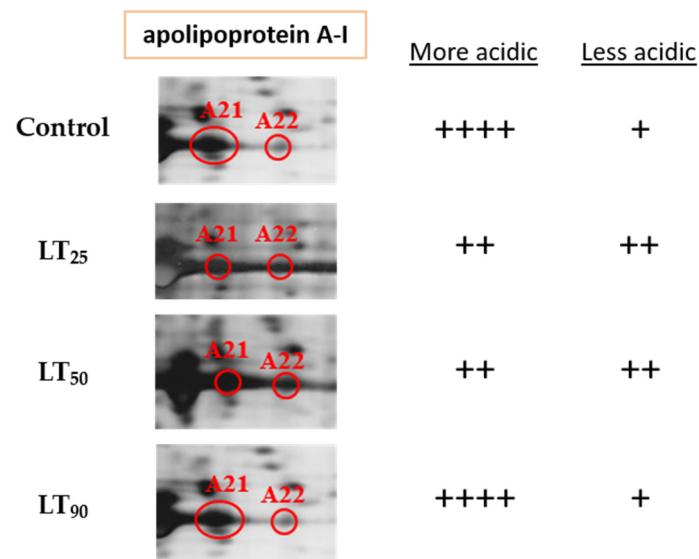 apolipoprotein A-I
More acidic Less acidic
A21
A22
Control ++++ +
A21 A22
LT25 ++ ++
A21
A22
LT50 ++ ++
A21
A22
LT90 ++++ +